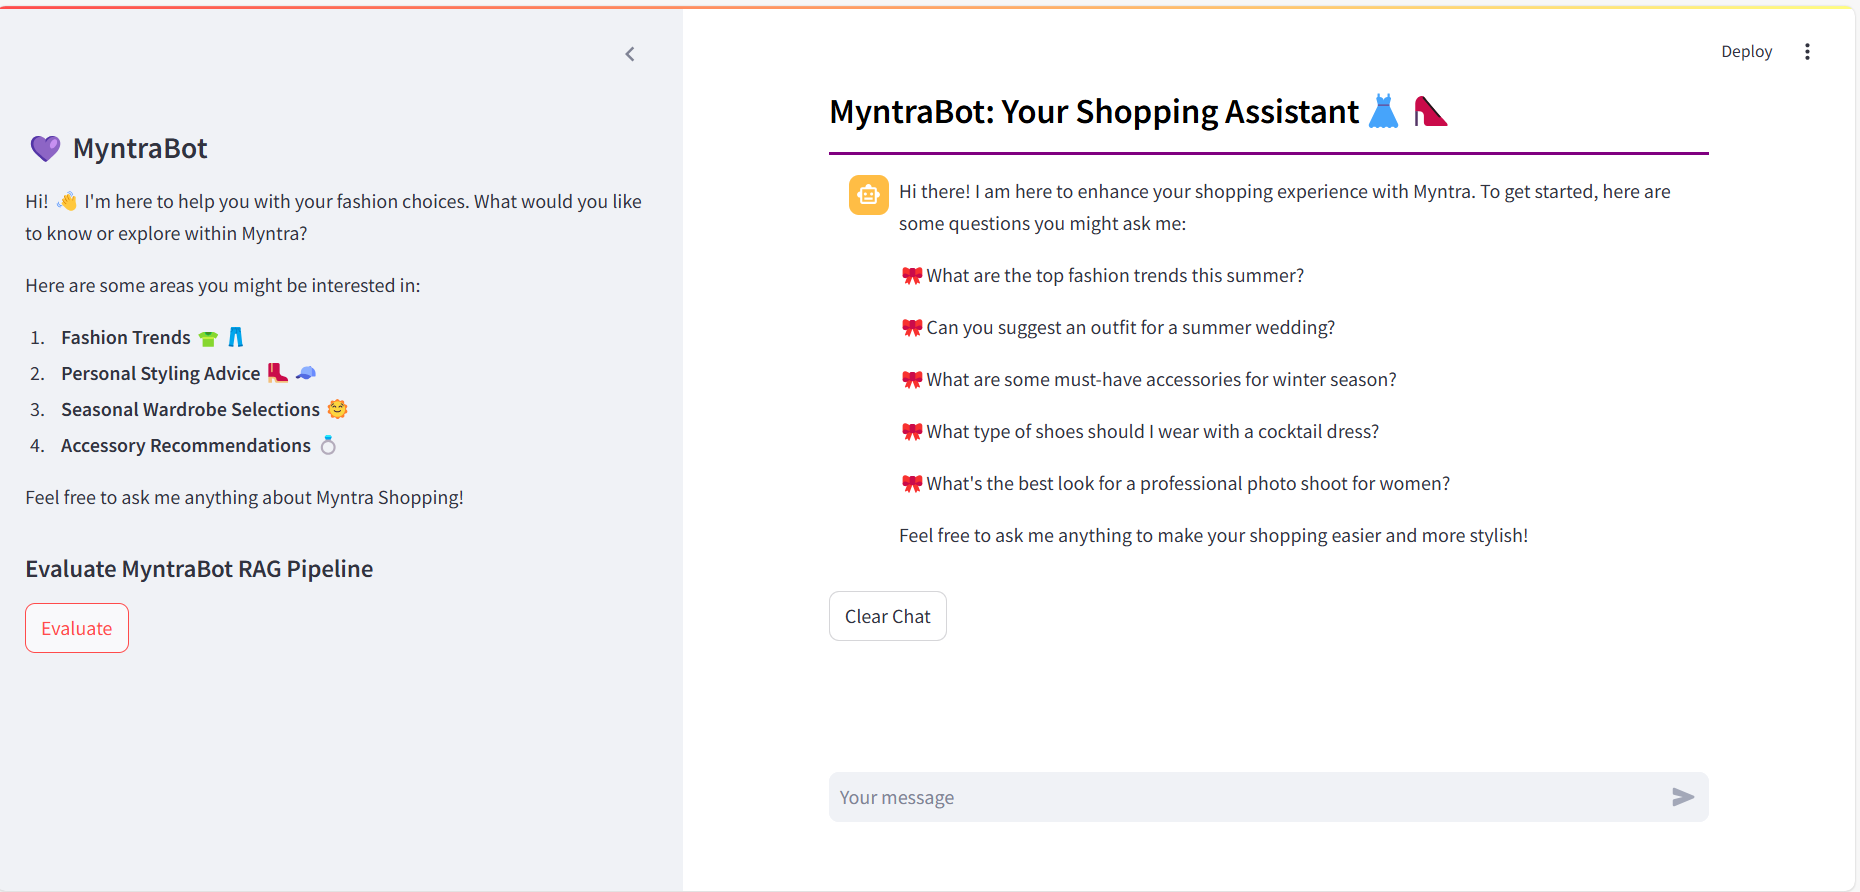 💜 MyntraBot
Hi! 👋 I'm here to help you with your fashion choices. What would you like
to know or explore within Myntra?
Here are some areas you might be interested in:
1. Fashion Trends 👕 👖
2. Personal Styling Advice 👢 🧢
3. Seasonal Wardrobe Selections 🌞
4. Accessory Recommendations 💍
Feel free to ask me anything about Myntra Shopping!
Evaluate MyntraBot RAG Pipeline
Evaluate
Deploy
MyntraBot: Your Shopping Assistant 👗 👠
Hi there! I am here to enhance your shopping experience with Myntra. To get started, here are
some questions you might ask me:
🎀 What are the top fashion trends this summer?
🎀 Can you suggest an outfit for a summer wedding?
🎀 What are some must-have accessories for winter season?
🎀 What type of shoes should I wear with a cocktail dress?
🎀 What's the best look for a professional photo shoot for women?
Feel free to ask me anything to make your shopping easier and more stylish!
Clear Chat
Your message